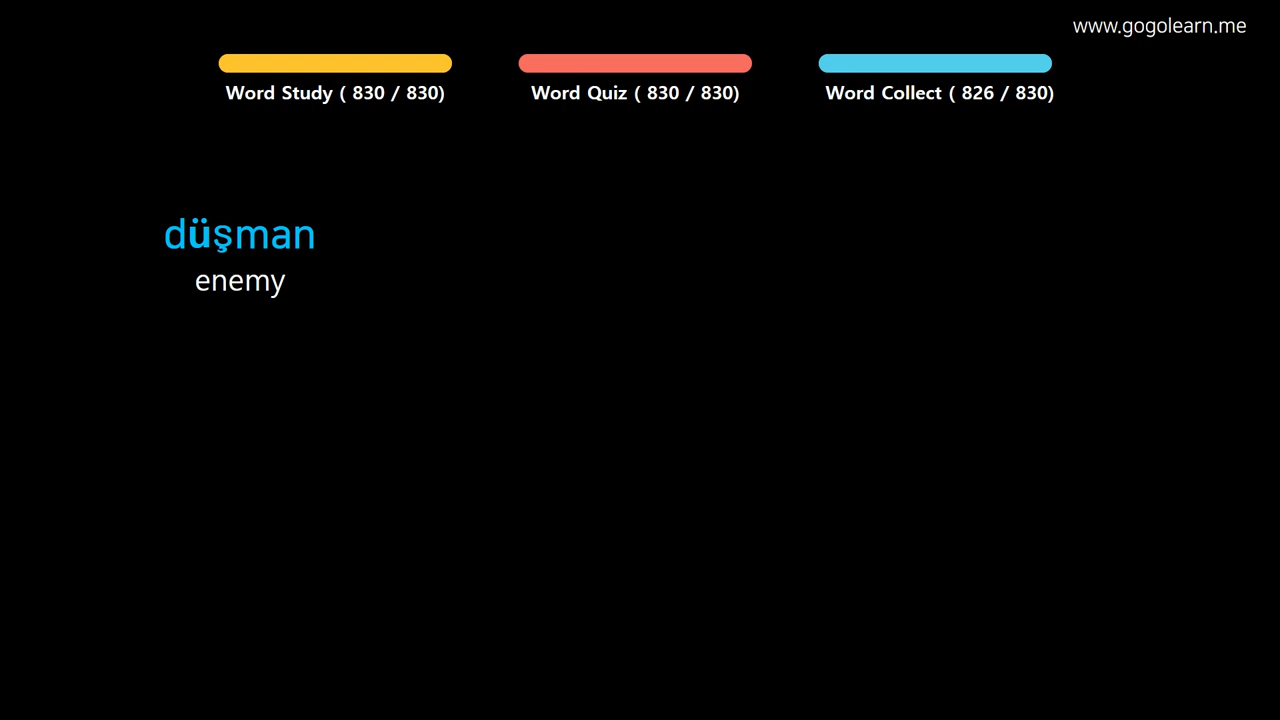 www.gogolearn.me
Word Study ( 830 / 830)
Word Quiz ( 830 / 830)
Word Collect ( 826 / 830)
düşman
enemy